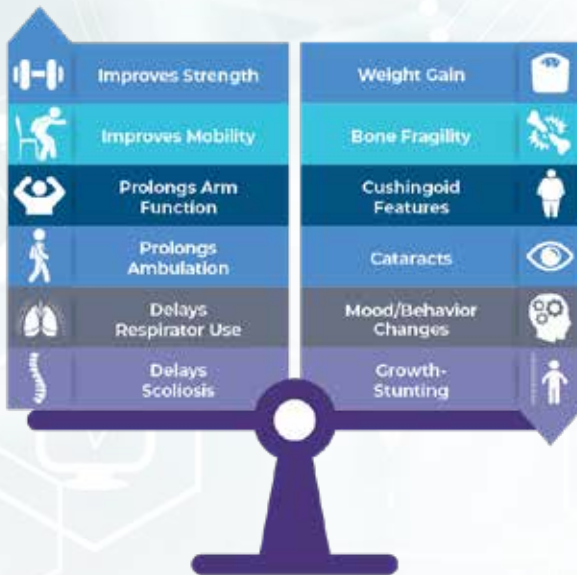 Improves Strength
Improves Mobility
Prolongs Arm
Function
Prolongs
Ambulation
Delays
Respirator Use
Delays
Scoliosis
Weight Gain
Bone Fragility
Cushingoid
Features
Cataracts
Mood/Behavior
Changes
Growth-
Stunting